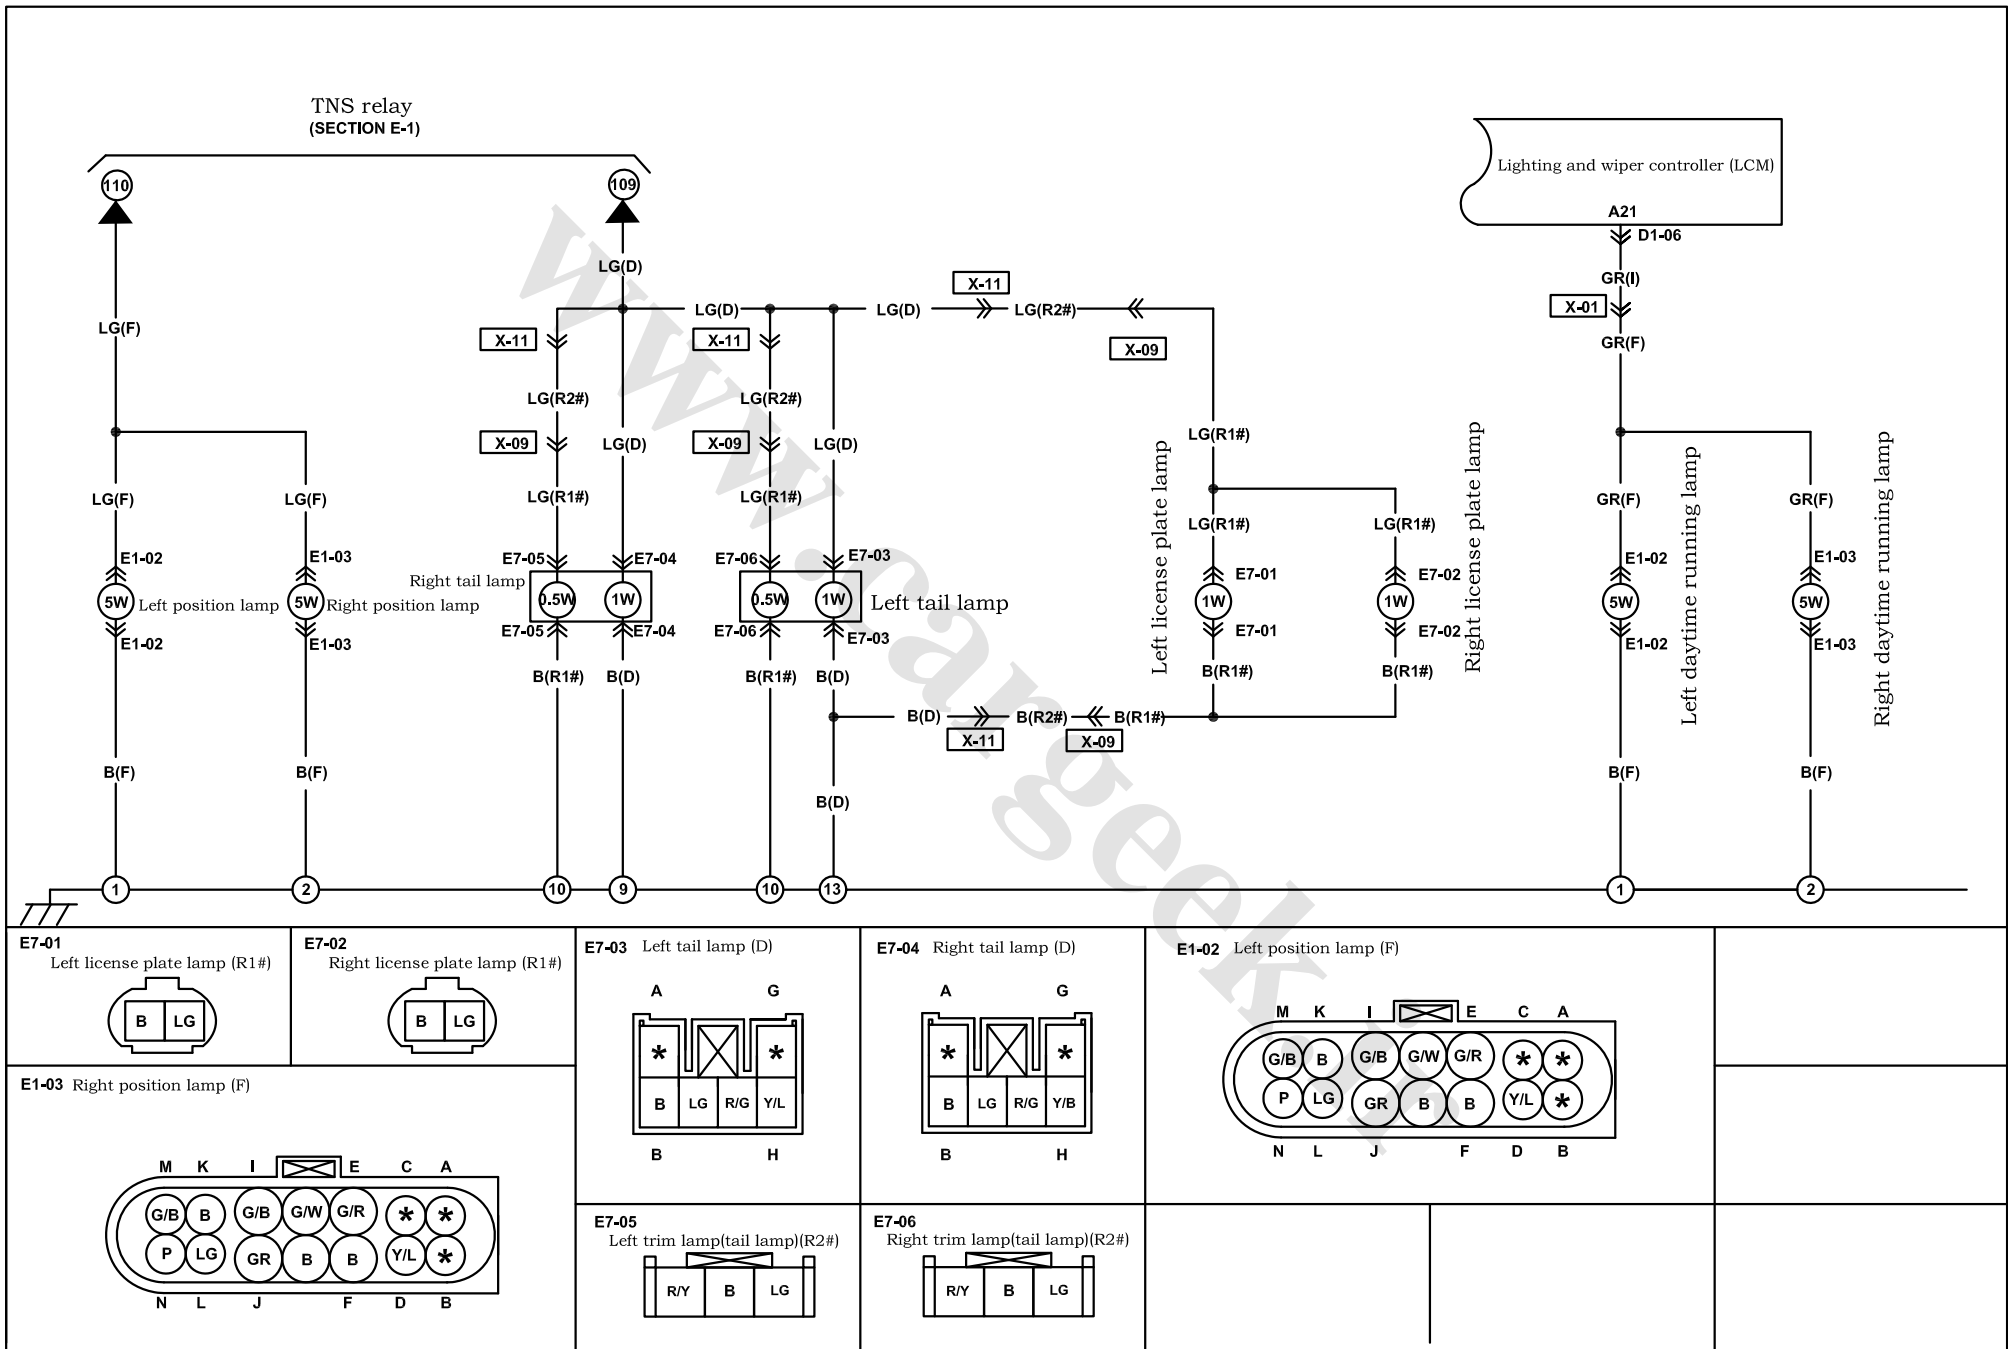 TNS relay
(SECTION E-1)
110
109
Lighting and wiper controller (LCM)
A21
D1-06
LG(D)
GR(I)
X-11
X-01
LG(F)
LG(D)
LG(D)
LG(R2#)
GR(F)
X-11
X-11
X-09
LG(R2#)
LG(R2#)
X-09
LG(D)
X-09
LG(D)
LG(R1#)
LG(F)
LG(F)
LG(R1#)
LG(R1#)
LG(R1#)
LG(R1#)
GR(F)
GR(F)
Left license plate lamp
Right license plate lamp
Left daytime running lamp
Right daytime running lamp
E1-02
E1-03
E7-05
E7-04
E7-06
E7-03
E7-01
E7-02
E1-02
E1-03
Right tail lamp
5W
Left position lamp
5W
Right position lamp
0.5W
1W
0.5W
1W
Left tail lamp
1W
1W
5W
5W
E1-02
E1-03
E7-05
E7-04
E7-06
E7-03
E7-01
E7-02
E1-02
E1-03
B(R1#)
B(D)
B(R1#)
B(D)
B(R1#)
B(R1#)
B(D)
B(R2#)
B(R1#)
X-11
X-09
B(F)
B(F)
B(D)
B(F)
B(F)
1
2
10
9
10
13
1
2
www.cargeek.ir
E7-01
Left license plate lamp (R1#)
B LG
E7-02
Right license plate lamp (R1#)
B LG
E7-03 Left tail lamp (D)
A G
* *
B LG R/G Y/L
B H
E7-04 Right tail lamp (D)
A G
* *
B LG R/G Y/B
B H
E1-02 Left position lamp (F)
M K I E C A
G/B B G/B G/W G/R * *
P LG GR B B Y/L *
N L J F D B
E1-03 Right position lamp (F)
M K I E C A
G/B B G/B G/W G/R * *
P LG GR B B Y/L *
N L J F D B
E7-05
Left trim lamp(tail lamp)(R2#)
R/Y B LG
E7-06
Right trim lamp(tail lamp)(R2#)
R/Y B LG